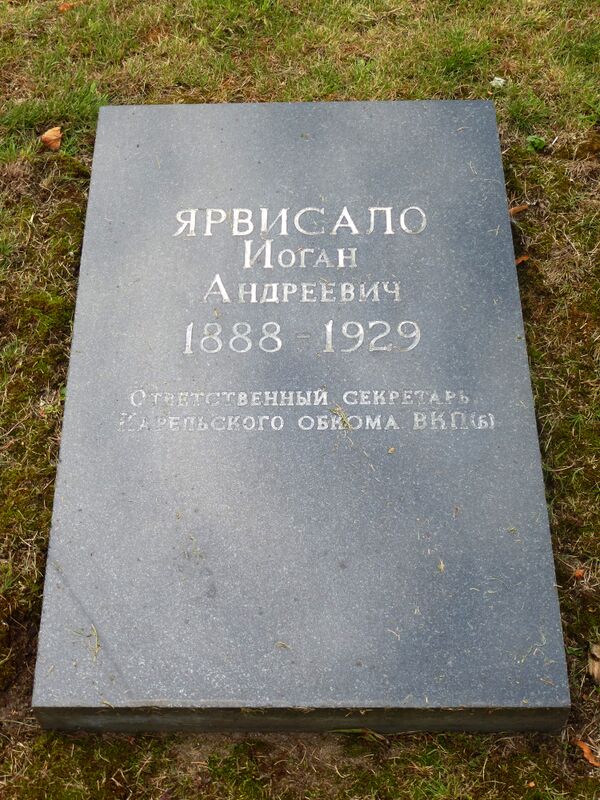 ЯРВИСАЛО
Иоган
Андреевич
1888 – 1929
Ответственный секретарь
Карельского обкома ВКП(б)